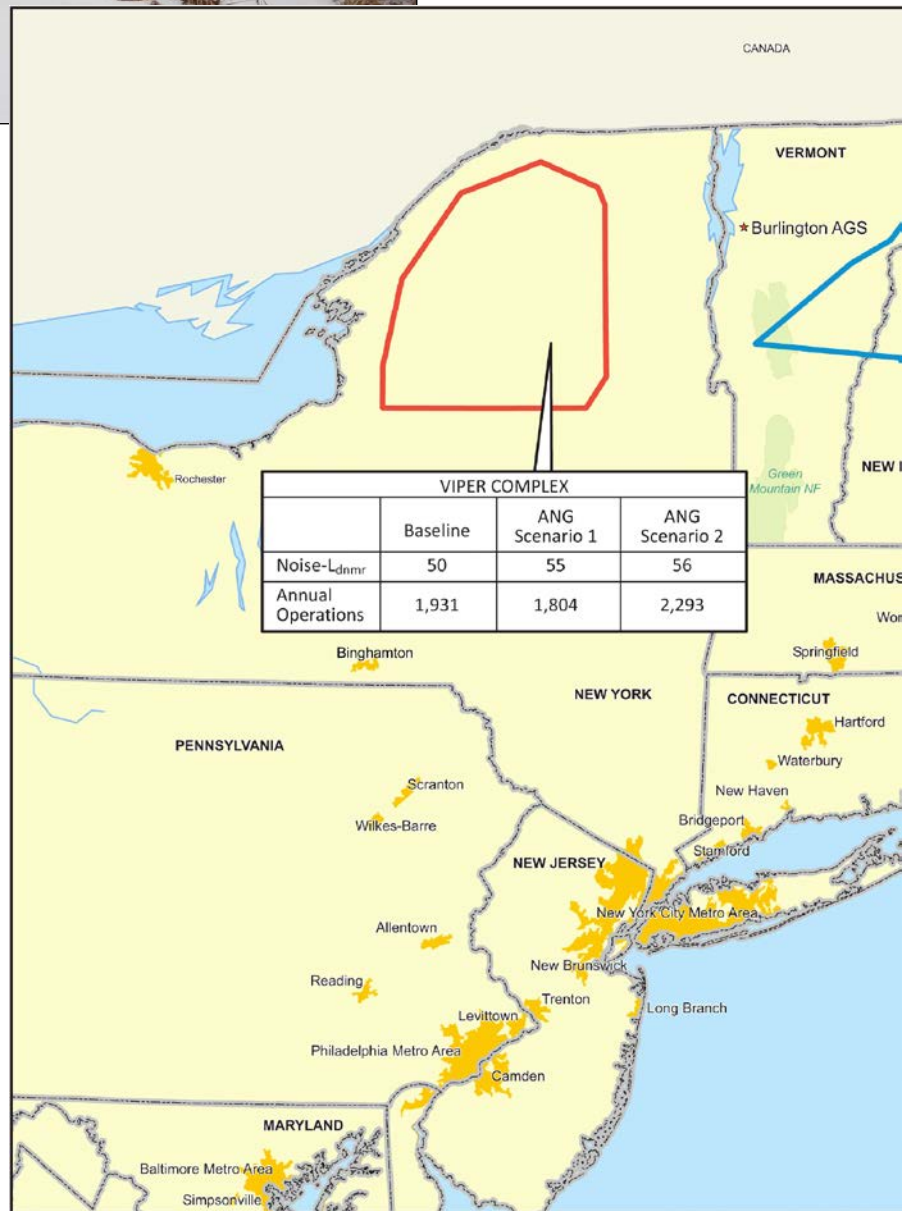 CANADA
VERMONT
Burlington AGS
Rochester
Green
Mountain NF
NEW
VIPER COMPLEX
Baseline
ANG
Scenario 1
ANG
Scenario 2
Noise-Ldnmr
50
55
56
Annual
Operations
1,931
1,804
2,293
MASSACHUS
Wor
Springfield
Binghamton
NEW YORK
CONNECTICUT
Hartford
PENNSYLVANIA
Waterbury
Scranton
New Haven
Wilkes-Barre
Bridgeport
Stamford
NEW JERSEY
New York City Metro Area
Allentown
New Brunswick
Reading
Trenton
Long Branch
Levittown
Philadelphia Metro Area
Camden
MARYLAND
Baltimore Metro Area
Simpsonville